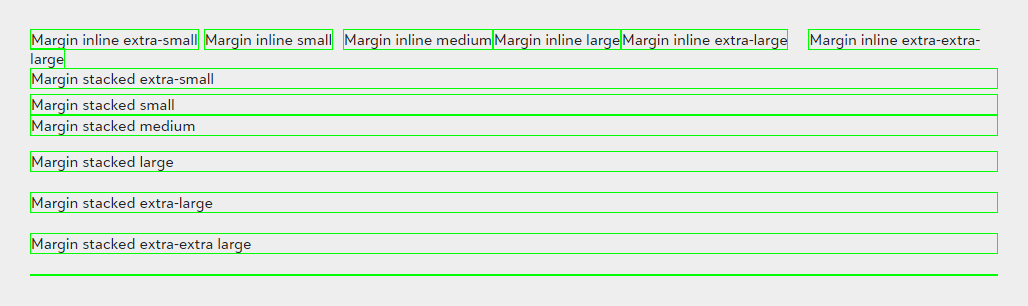 Margin inline extra-small Margin inline small Margin inline medium Margin inline large Margin inline extra-large Margin inline extra-extra-
large
Margin stacked extra-small
Margin stacked small
Margin stacked medium
Margin stacked large
Margin stacked extra-large
Margin stacked extra-extra large